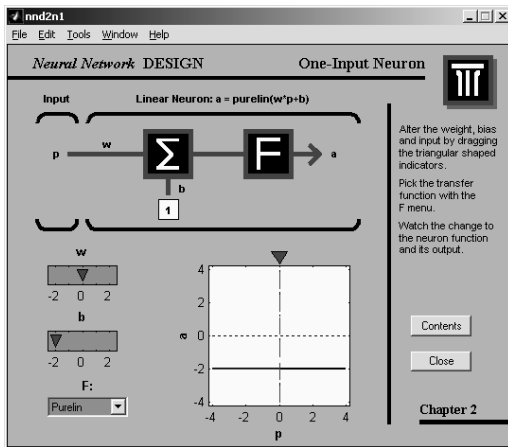 nnd2n1
File Edit Tools Window Help
Neural Network DESIGN
One-Input Neuron
Input
Linear Neuron: a = purelin(w*p+b)
p
w
Σ
F
a
b
1
Alter the weight, bias
and input by dragging
the triangular shaped
indicators.
Pick the transfer
function with the
F menu.
Watch the change to
the neuron function
and its output.
w
-2 0 2
b
-2 0 2
F:
Purelin
a
4
2
0
-2
-4
-4 -2 0 2 4
p
Contents
Close
Chapter 2